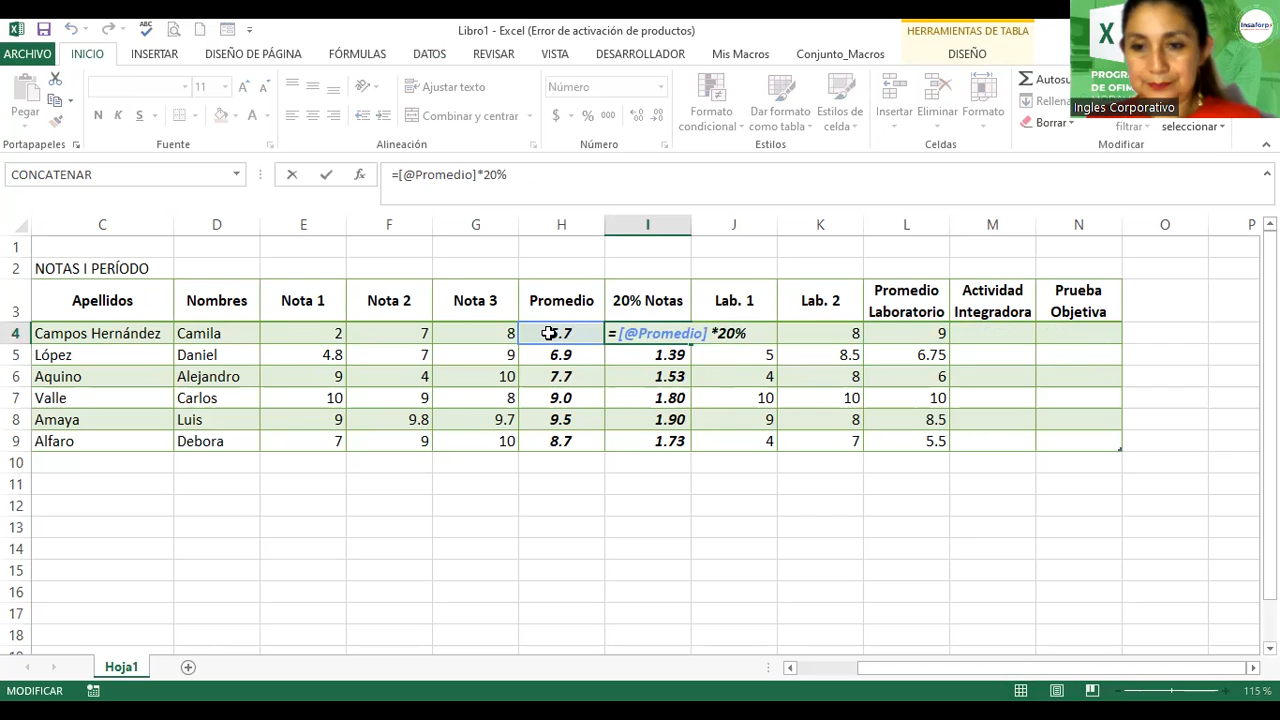 Libro1 - Excel (Error de activación de productos)
HERRAMIENTAS DE TABLA
ARCHIVO INICIO INSERTAR DISEÑO DE PÁGINA FÓRMULAS DATOS REVISAR VISTA DESARROLLADOR Mis Macros Conjunto_Macros DISEÑO
Ingles Corporativo
Pegar
11
N K S
Ajustar texto
Combinar y centrar
Número
$ % 000
Formato condicional
Dar formato como tabla
Estilos de celda
Insertar Eliminar Formato
Autosu
Rellena
Borrar
filtrar seleccionar
Portapapeles Fuente Alineación Número Estilos Celdas Modificar
CONCATENAR
=[@Promedio]*20%
C D E F G H I J K L M N O P
1
2 NOTAS I PERÍODO
3 Apellidos Nombres Nota 1 Nota 2 Nota 3 Promedio 20% Notas Lab. 1 Lab. 2 Promedio Laboratorio Actividad Integradora Prueba Objetiva
4 Campos Hernández Camila 2 7 8 5.7 =[@Promedio]*20% 8 9
5 López Daniel 4.8 7 9 6.9 1.39 5 8.5 6.75
6 Aquino Alejandro 9 4 10 7.7 1.53 4 8 6
7 Valle Carlos 10 9 8 9.0 1.80 10 10 10
8 Amaya Luis 9 9.8 9.7 9.5 1.90 9 8 8.5
9 Alfaro Debora 7 9 10 8.7 1.73 4 7 5.5
10
11
12
13
14
15
16
17
18
Hoja1
MODIFICAR
115 %